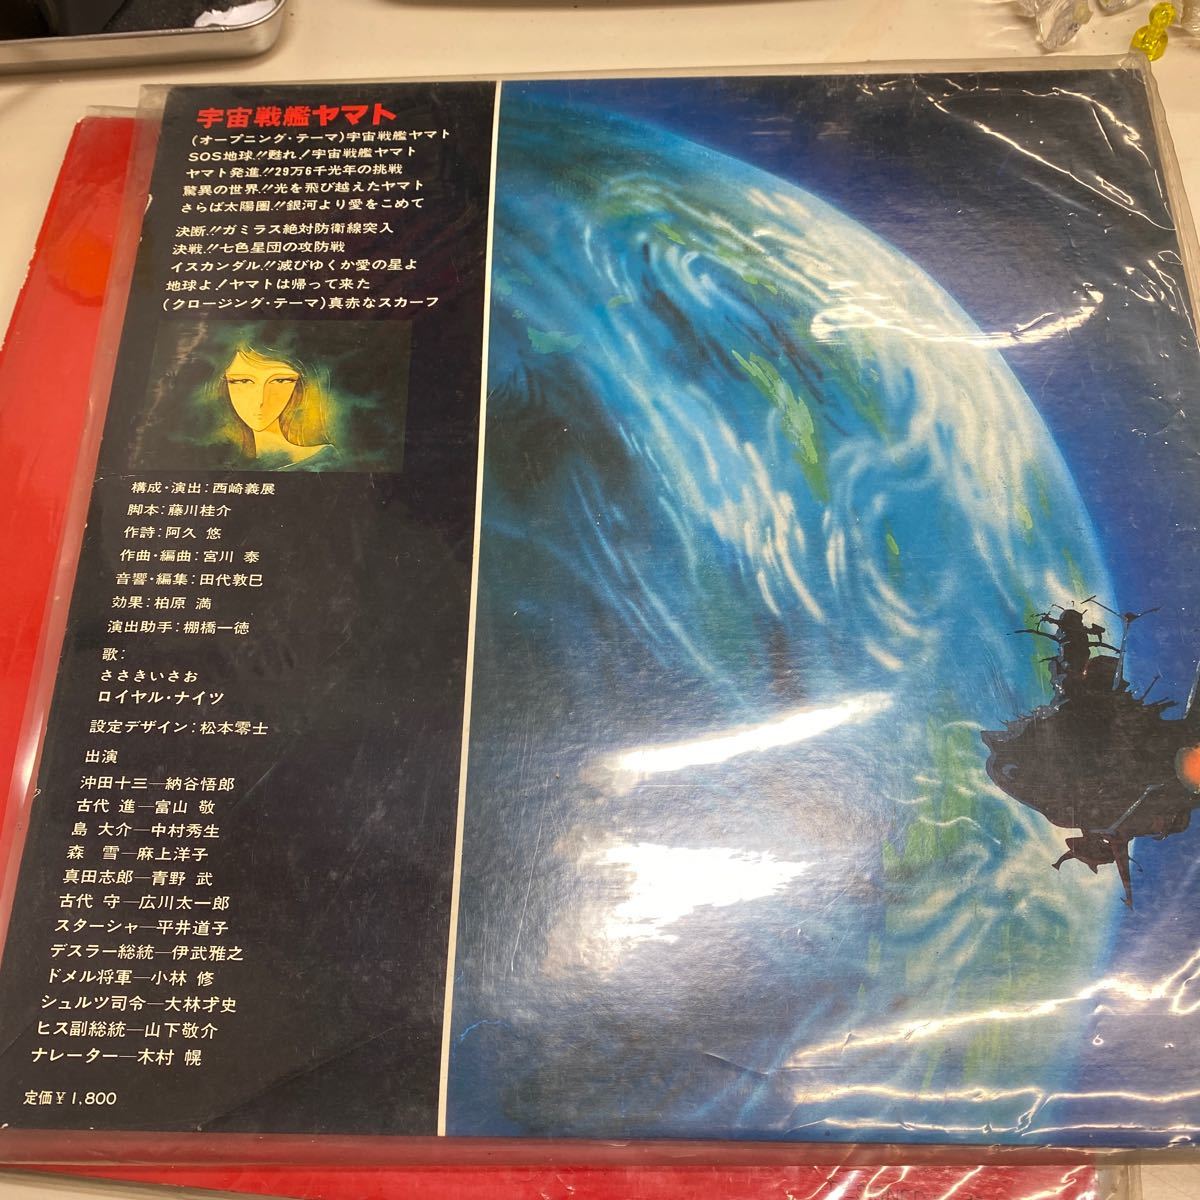 宇宙戦艦ヤマト
(オープニング・テーマ)宇宙戦艦ヤマト
SOS地球!!甦れ!宇宙戦艦ヤマト
ヤマト発進!!29万6千光年の挑戦
驚異の世界!!光を飛び越えたヤマト
さらば太陽圏!!銀河より愛をこめて
決断!!ガミラス絶対防衛線突入
決戦!!七色星団の攻防戦
イスカンダル!!滅びゆくか愛の星よ
地球よ!ヤマトは帰って来た
(クロージング・テーマ)真赤なスカーフ
構成・演出:西崎義展
脚本:藤川桂介
作詩:阿久 悠
作曲・編曲:宮川 泰
音響・編集:田代敦巳
効果:柏原 満
演出助手:棚橋一徳
歌:
ささきいさお
ロイヤル・ナイツ
設定デザイン:松本零士
出演
沖田十三—納谷悟郎
古代 進—富山 敬
島 大介—中村秀生
森 雪—麻上洋子
真田志郎—青野 武
古代 守—広川太一郎
スターシャ—平井道子
デスラー総統—伊武雅之
ドメル将軍—小林 修
シュルツ司令—大林才史
ヒス副総統—山下敬介
ナレーター—木村 幌
定価¥1,800